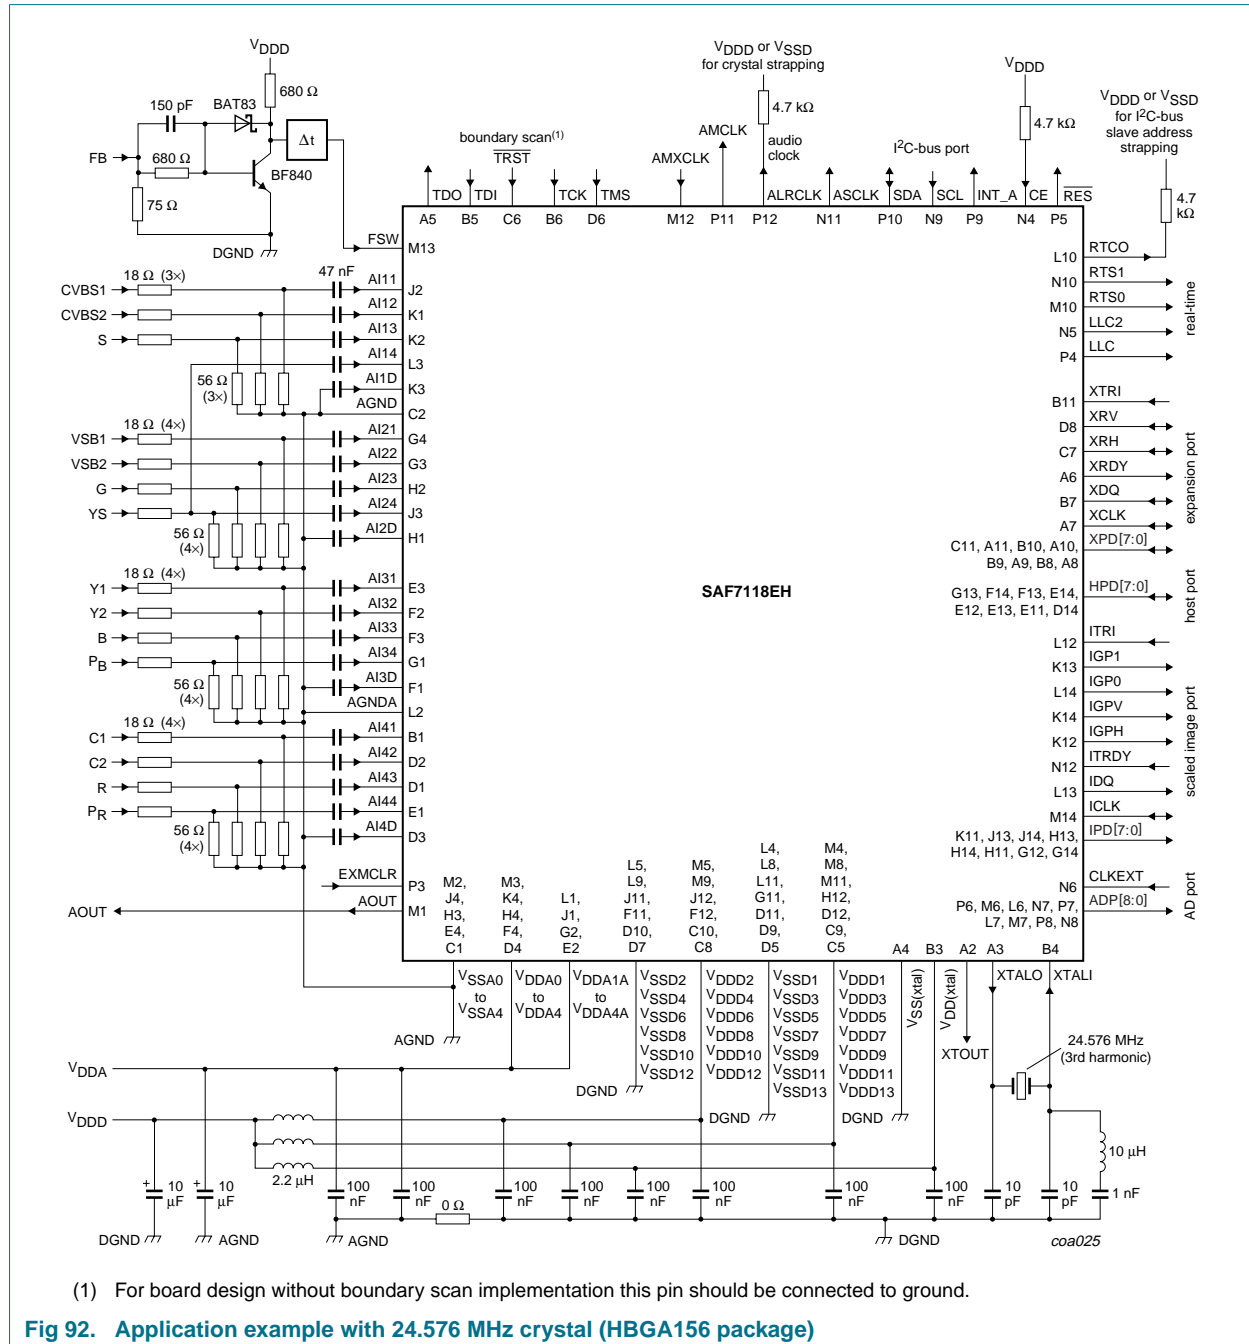 VDDD
680 Ω
150 pF
BAT83
FB
680 Ω
BF840
75 Ω
DGND
Δt
boundary scan(1)
TRST
TDO
TDI
TCK
TMS
A5
B5
C6
B6
D6
VDDD or VSSD
for crystal strapping
4.7 kΩ
AMCLK
AMXCLK
audio
clock
ALRCLK
ASCLK
M12
P11
P12
N11
I2C-bus port
SDA
SCL
INT_A
CE
RES
P10
N9
P9
N4
P5
VDDD
4.7 kΩ
VDDD or VSSD
for I2C-bus
slave address
strapping
4.7
kΩ
FSW
M13
CVBS1
18 Ω (3×)
47 nF
AI11
J2
CVBS2
AI12
K1
S
AI13
K2
AI14
L3
56 Ω
(3×)
AI1D
K3
AGND
C2
VSB1
18 Ω (4×)
AI21
G4
VSB2
AI22
G3
G
AI23
H2
YS
AI24
J3
56 Ω
(4×)
AI2D
H1
Y1
18 Ω (4×)
AI31
E3
Y2
AI32
F2
B
AI33
F3
PB
AI34
G1
56 Ω
(4×)
AI3D
F1
AGNDA
L2
C1
18 Ω (4×)
AI41
B1
C2
AI42
D2
R
AI43
D1
PR
AI44
E1
56 Ω
(4×)
AI4D
D3
EXMCLR
P3
AOUT
AOUT
M1
SAF7118EH
L10
RTCO
N10
RTS1
M10
RTS0
N5
LLC2
P4
LLC
real-time
B11
XTRI
D8
XRV
C7
XRH
A6
XRDY
B7
XDQ
A7
XCLK
C11, A11, B10, A10,
B9, A9, B8, A8
XPD[7:0]
expansion port
G13, F14, F13, E14,
E12, E13, E11, D14
HPD[7:0]
host port
L12
ITRI
K13
IGP1
L14
IGP0
K14
IGPV
K12
IGPH
N12
ITRDY
L13
IDQ
M14
ICLK
K11, J13, J14, H13,
H14, H11, G12, G14
IPD[7:0]
scaled image port
N6
CLKEXT
P6, M6, L6, N7, P7,
L7, M7, P8, N8
ADP[8:0]
AD port
M2,
J4,
H3,
E4,
C1
M3,
K4,
H4,
F4,
D4
L1,
J1,
G2,
E2
L5,
L9,
J11,
F11,
D10,
D7
M5,
M9,
J12,
F12,
C10,
C8
L4,
L8,
L11,
G11,
D11,
D9,
D5
M4,
M8,
M11,
H12,
D12,
C9,
C5
A4
B3
A2
A3
B4
VSSA0
to
VSSA4
VDDA0
to
VDDA4
VDDA1A
to
VDDA4A
VSSD2
VSSD4
VSSD6
VSSD8
VSSD10
VSSD12
VDDD2
VDDD4
VDDD6
VDDD8
VDDD10
VDDD12
VSSD1
VSSD3
VSSD5
VSSD7
VSSD9
VSSD11
VSSD13
VDDD1
VDDD3
VDDD5
VDDD7
VDDD9
VDDD11
VDDD13
VSS(xtal)
VDD(xtal)
XTOUT
XTALO
XTALI
24.576 MHz
(3rd harmonic)
AGND
DGND
DGND
DGND
VDDA
VDDD
2.2 μH
10 μH
10
μF
10
μF
100
nF
100
nF
100
nF
100
nF
100
nF
100
nF
100
nF
100
nF
10
pF
10
pF
1 nF
0 Ω
DGND
AGND
AGND
DGND
coa025
(1) For board design without boundary scan implementation this pin should be connected to ground.
Fig 92. Application example with 24.576 MHz crystal (HBGA156 package)